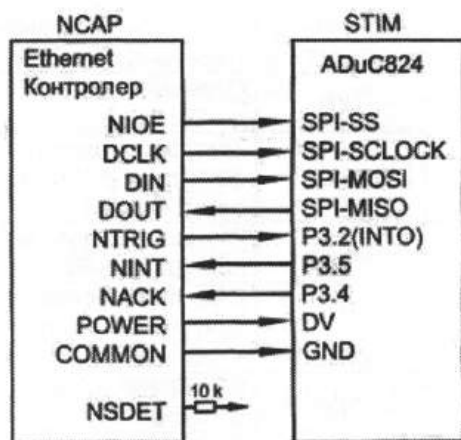 NCAP STIM
Ethernet ADuC824
Контролер
NIOE SPI-SS
DCLK SPI-SCLOCK
DIN SPI-MOSI
DOUT SPI-MISO
NTRIG P3.2(INTO)
NINT P3.5
NACK P3.4
POWER DV
COMMON GND
NSDET 10 k